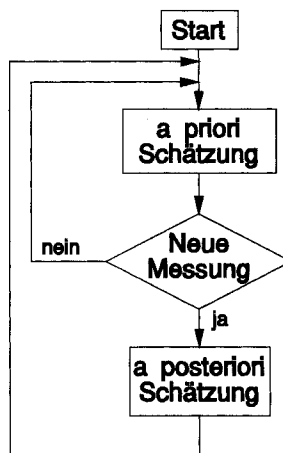 Start
a priori
Schätzung
Neue
Messung
nein
ja
a posteriori
Schätzung